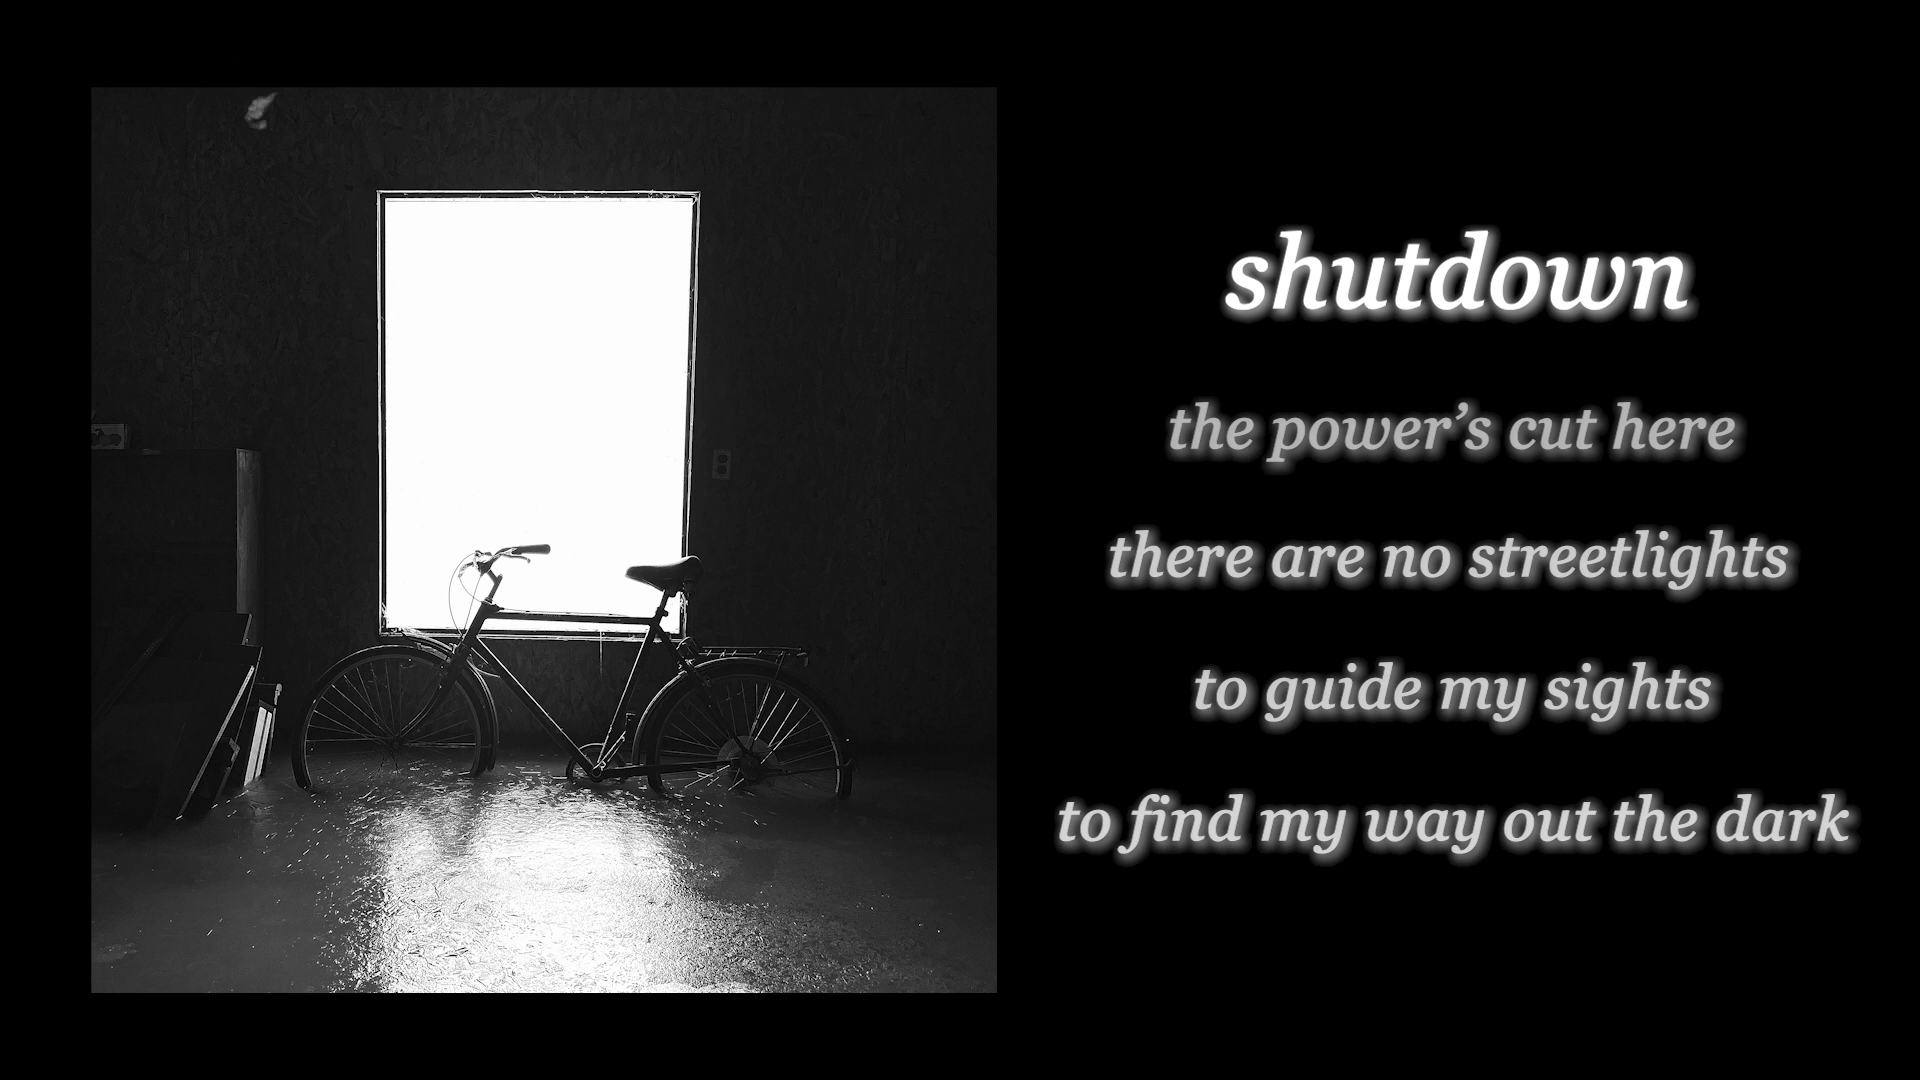 shutdown
the power’s cut here
there are no streetlights
to guide my sights
to find my way out the dark